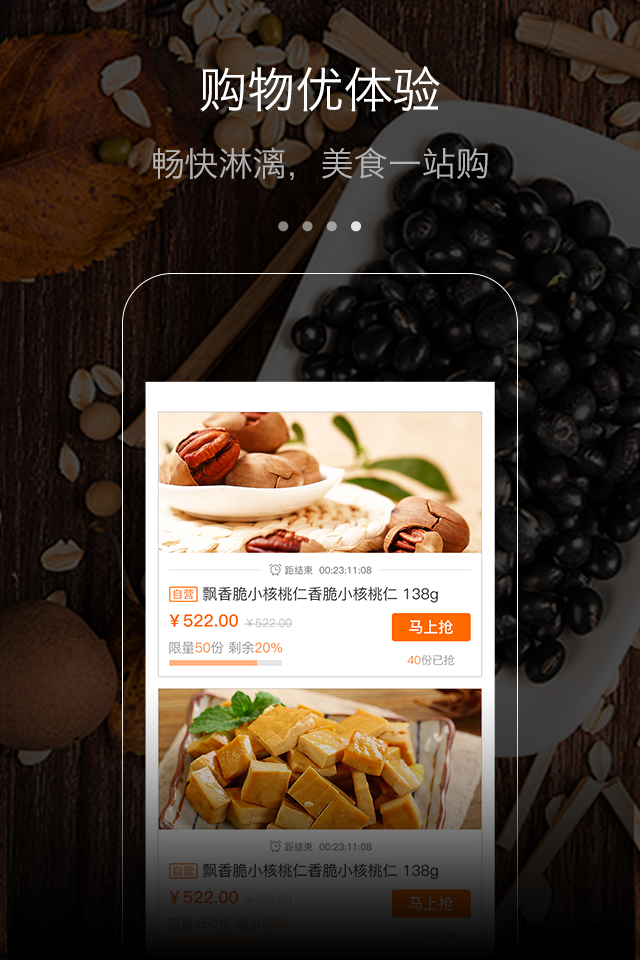 购物优体验
畅快淋漓，美食一站购
距结束 00:23:11:08
自营 飘香脆小核桃仁香脆小核桃仁 138g
¥522.00 ¥522.00 马上抢
限量50份 剩余20% 40份已抢
距结束 00:23:11:08
自营 飘香脆小核桃仁香脆小核桃仁 138g
¥522.00 ¥522.00 马上抢
限量150份 剩余20%